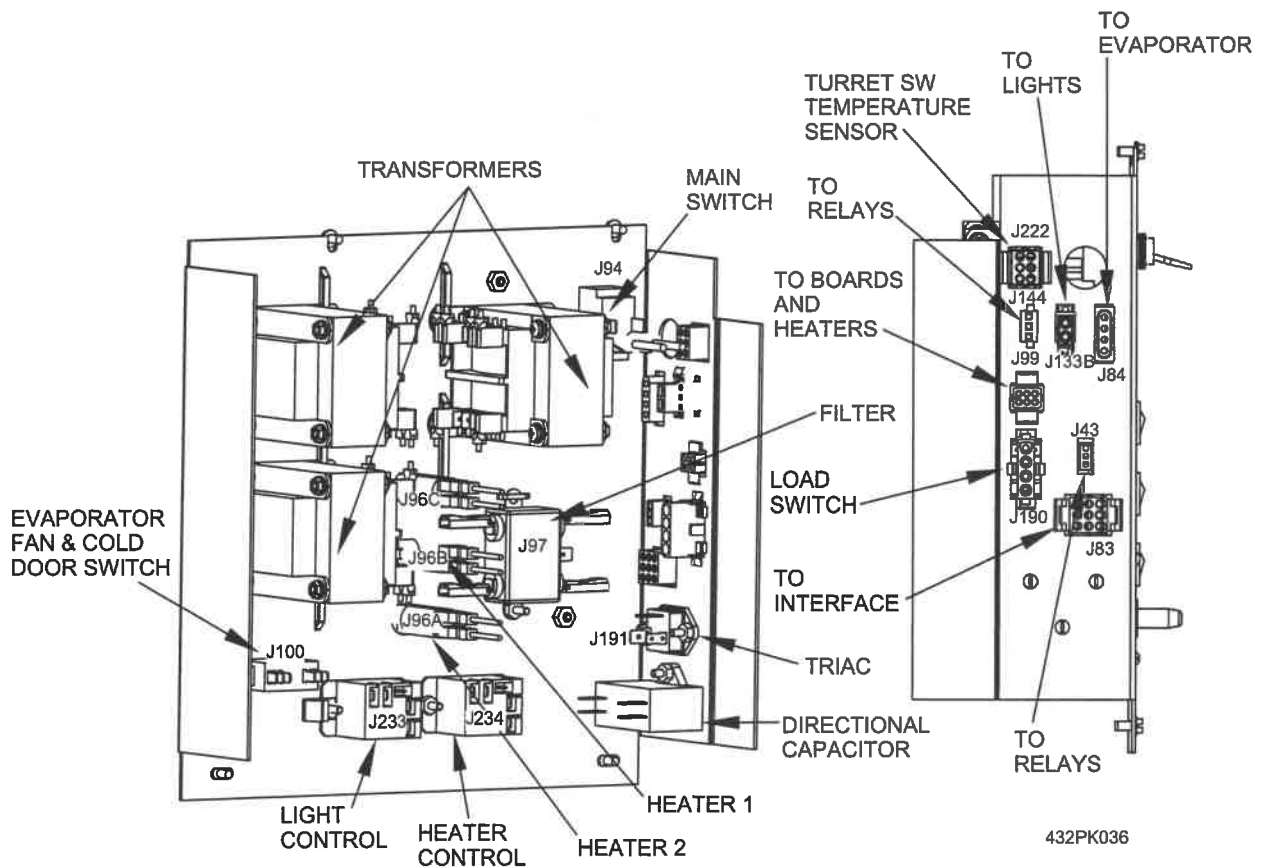 TO
EVAPORATOR
TO
LIGHTS
TURRET SW
TEMPERATURE
SENSOR
TRANSFORMERS
MAIN
SWITCH
TO
RELAYS
J222
J94
TO BOARDS
AND
HEATERS
J144
J99
J133B
J84
FILTER
J43
J96C
LOAD
SWITCH
J190
EVAPORATOR
FAN & COLD
DOOR SWITCH
J96B
J97
J83
TO
INTERFACE
J96A
J191
J100
TRIAC
J233
J234
DIRECTIONAL
CAPACITOR
TO
RELAYS
LIGHT
CONTROL
HEATER
CONTROL
HEATER 1
HEATER 2
432PK036